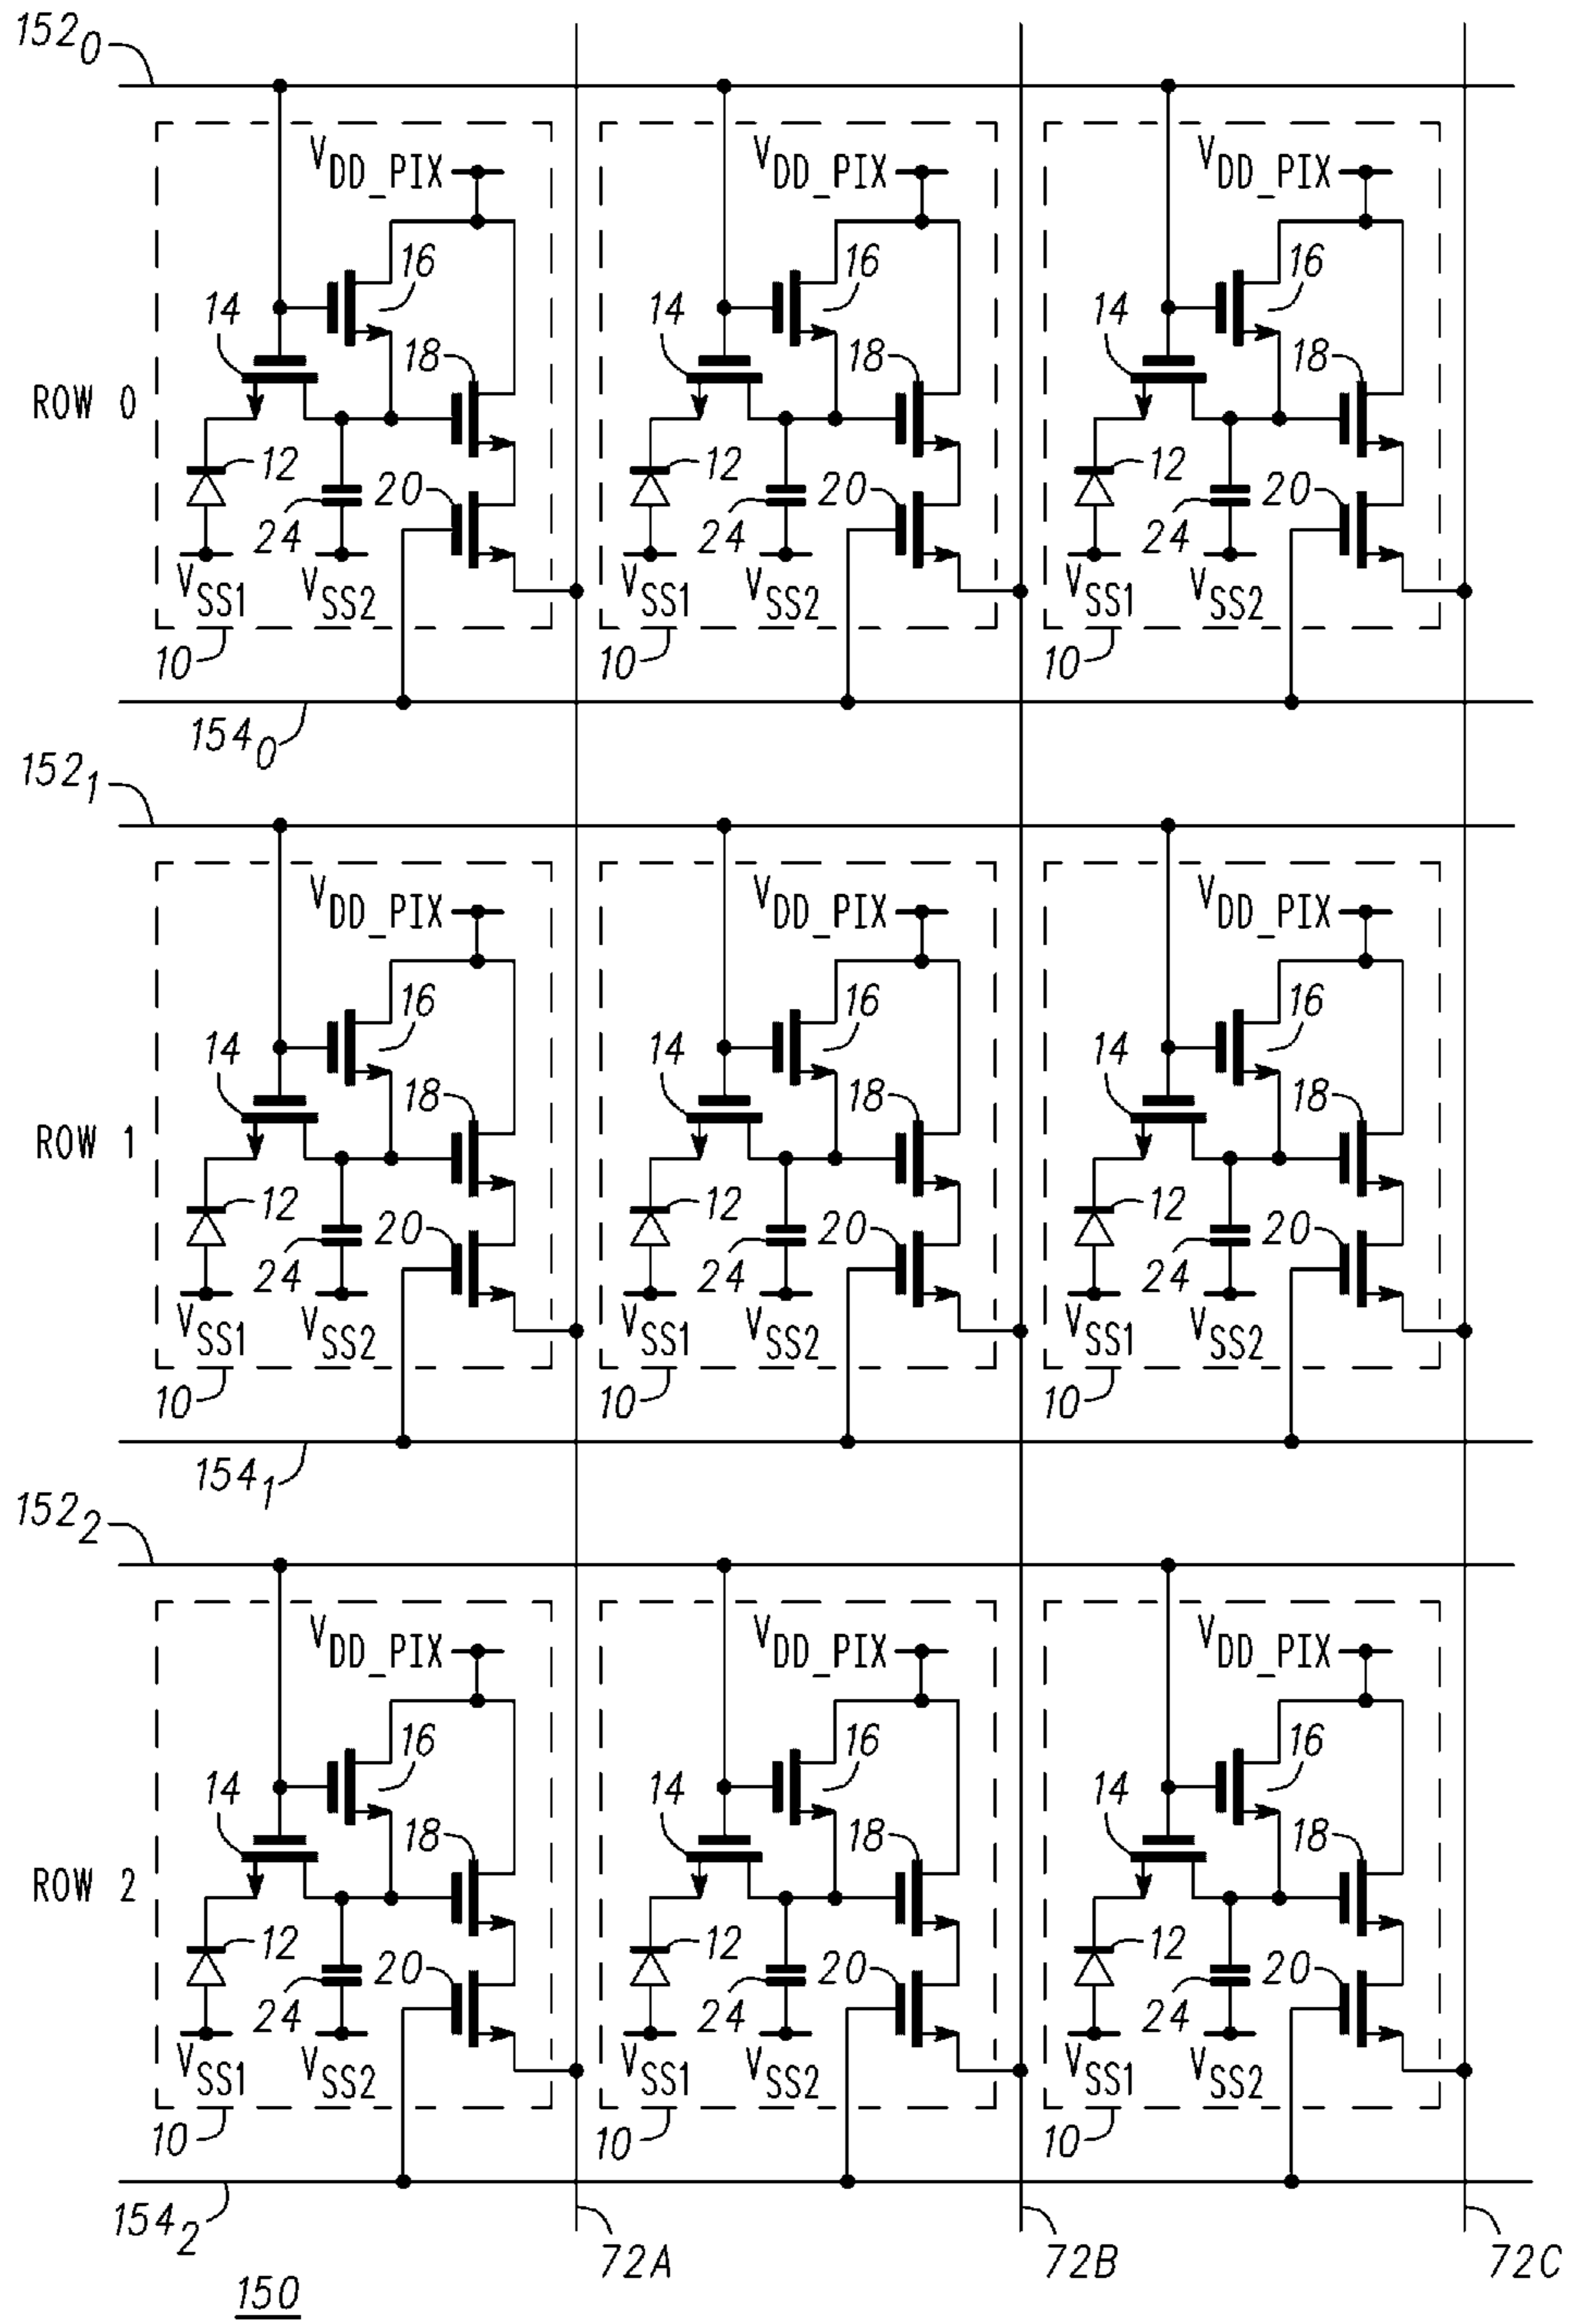 152₀
V_DD_PIX V_DD_PIX V_DD_PIX
16 16 16
14 14 14
18 18 18
ROW 0
12 12 12
20 20 20
24 24 24
V_SS1 V_SS2 V_SS1 V_SS2 V_SS1 V_SS2
10 10 10
154₀
152₁
V_DD_PIX V_DD_PIX V_DD_PIX
16 16 16
14 14 14
18 18 18
ROW 1
12 12 12
20 20 20
24 24 24
V_SS1 V_SS2 V_SS1 V_SS2 V_SS1 V_SS2
10 10 10
154₁
152₂
V_DD_PIX V_DD_PIX V_DD_PIX
16 16 16
14 14 14
18 18 18
ROW 2
12 12 12
20 20 20
24 24 24
V_SS1 V_SS2 V_SS1 V_SS2 V_SS1 V_SS2
10 10 10
154₂
72A 72B 72C
150